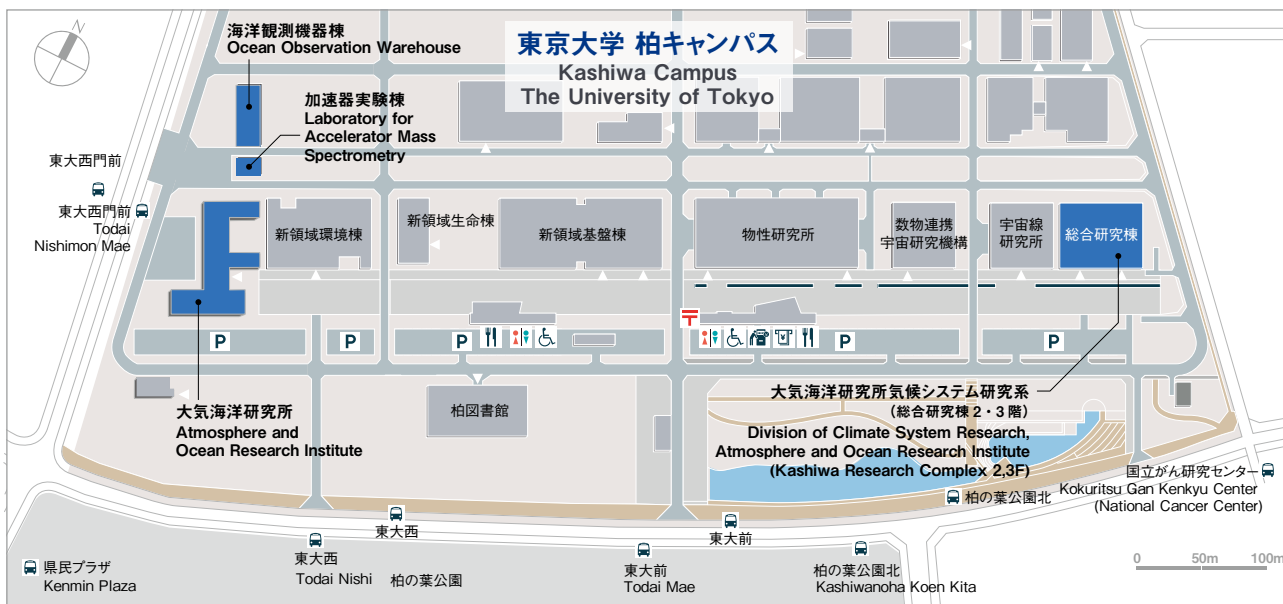 N
海洋観測機器棟
Ocean Observation Warehouse
東京大学 柏キャンパス
Kashiwa Campus
The University of Tokyo
加速器実験棟
Laboratory for
Accelerator Mass
Spectrometry
東大西門前
東大西門前
Todai
Nishimon Mae
新領域環境棟
新領域生命棟
新領域基盤棟
物性研究所
数物連携
宇宙研究機構
宇宙線
研究所
総合研究棟
〒
P
P
P
P
P
大気海洋研究所
Atmosphere and
Ocean Research Institute
柏図書館
大気海洋研究所気候システム研究系
（総合研究棟 2・3 階）
Division of Climate System Research,
Atmosphere and Ocean Research Institute
(Kashiwa Research Complex 2,3F)
国立がん研究センター
Kokuritsu Gan Kenkyu Center
(National Cancer Center)
柏の葉公園北
東大西
東大前
県民プラザ
Kenmin Plaza
東大西
Todai Nishi
柏の葉公園
東大前
Todai Mae
柏の葉公園北
Kashiwanoha Koen Kita
0 50m 100m